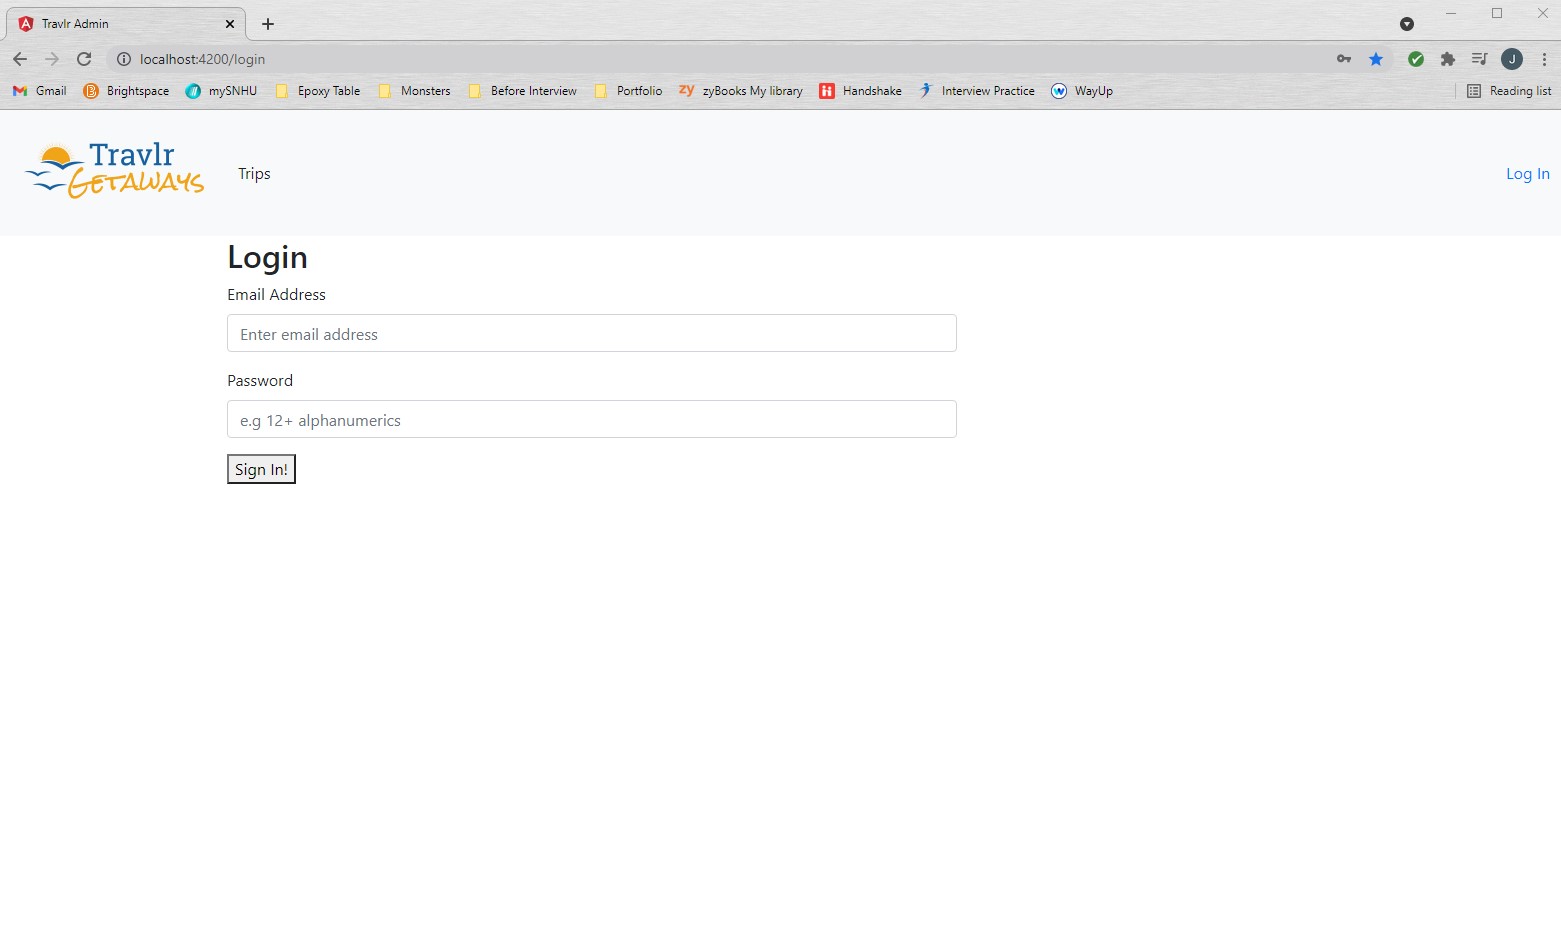 Travlr Admin
localhost:4200/login
J
Gmail Brightspace mySNHU Epoxy Table Monsters Before Interview Portfolio zy zyBooks My library Handshake Interview Practice WayUp Reading list
Travlr
Getaways
Trips
Log In
Login
Email Address
Enter email address
Password
e.g 12+ alphanumerics
Sign In!